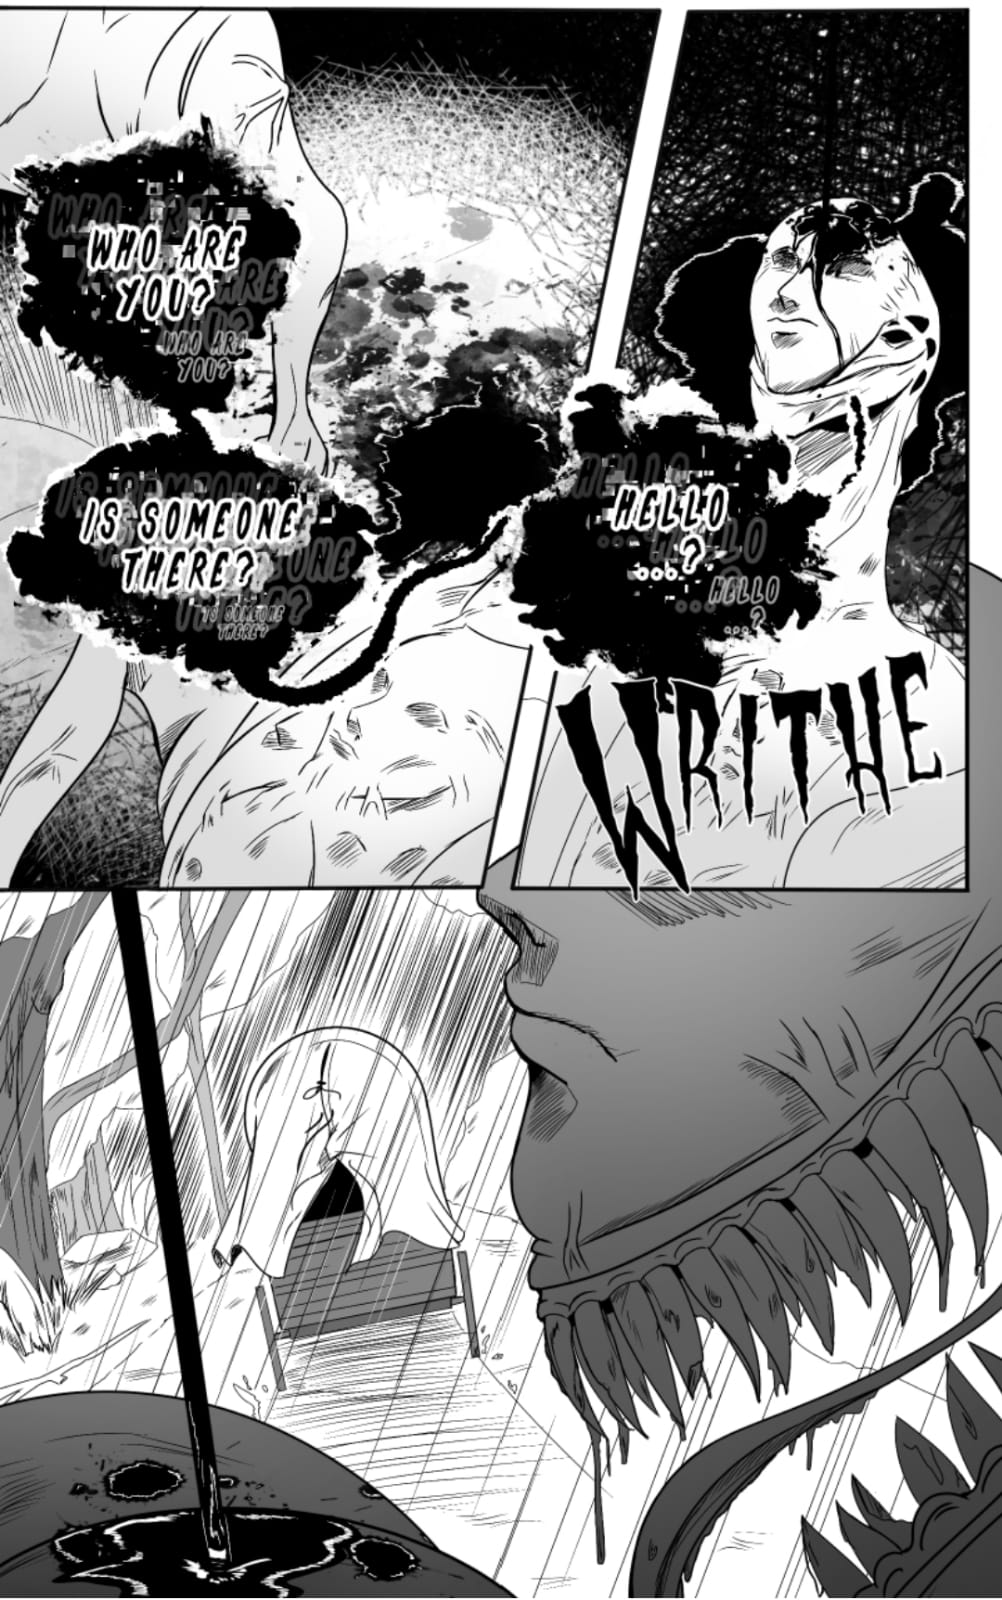 WHO ARE
YOU?
WHO ARE
YOU?
IS SOMEONE
THERE?
IS SOMEONE
THERE?
HELLO
...?
HELLO
...?
WRITHE